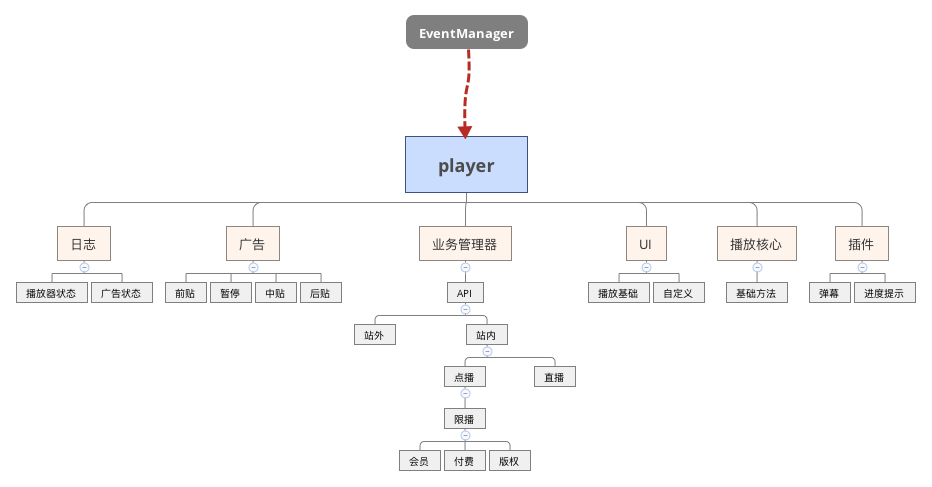 EventManager
player
日志
广告
业务管理器
UI
播放核心
插件
播放器状态
广告状态
前贴
暂停
中贴
后贴
API
播放基础
自定义
基础方法
弹幕
进度提示
站外
站内
点播
直播
限播
会员
付费
版权